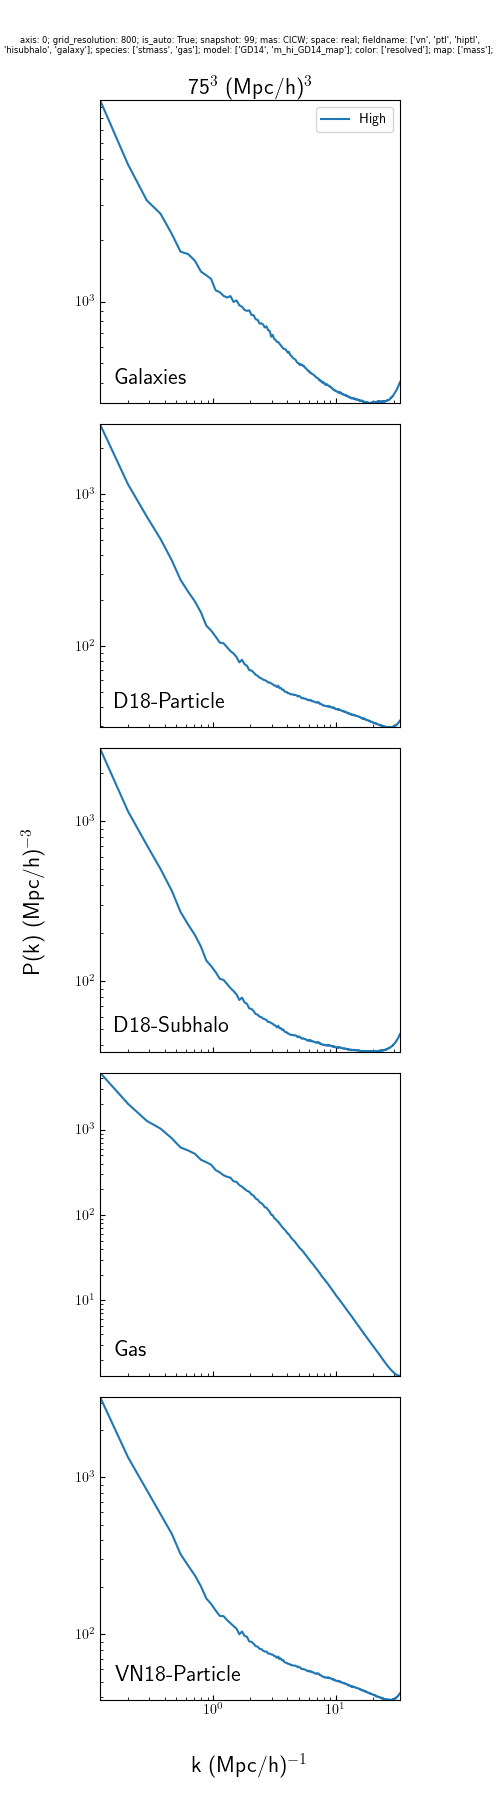 axis: 0; grid_resolution: 800; is_auto: True; snapshot: 99; mas: CICW; space: real; fieldname: ['vn', 'ptl', 'hiptl',
'hisubhalo', 'galaxy']; species: ['stmass', 'gas']; model: ['GD14', 'm_hi_GD14_map']; color: ['resolved']; map: ['mass'];
75³ (Mpc/h)³
High
10³
Galaxies
10³
10²
D18-Particle
10³
10²
D18-Subhalo
P(k) (Mpc/h)⁻³
10³
10²
10¹
Gas
10³
10²
VN18-Particle
10⁰ 10¹
k (Mpc/h)⁻¹